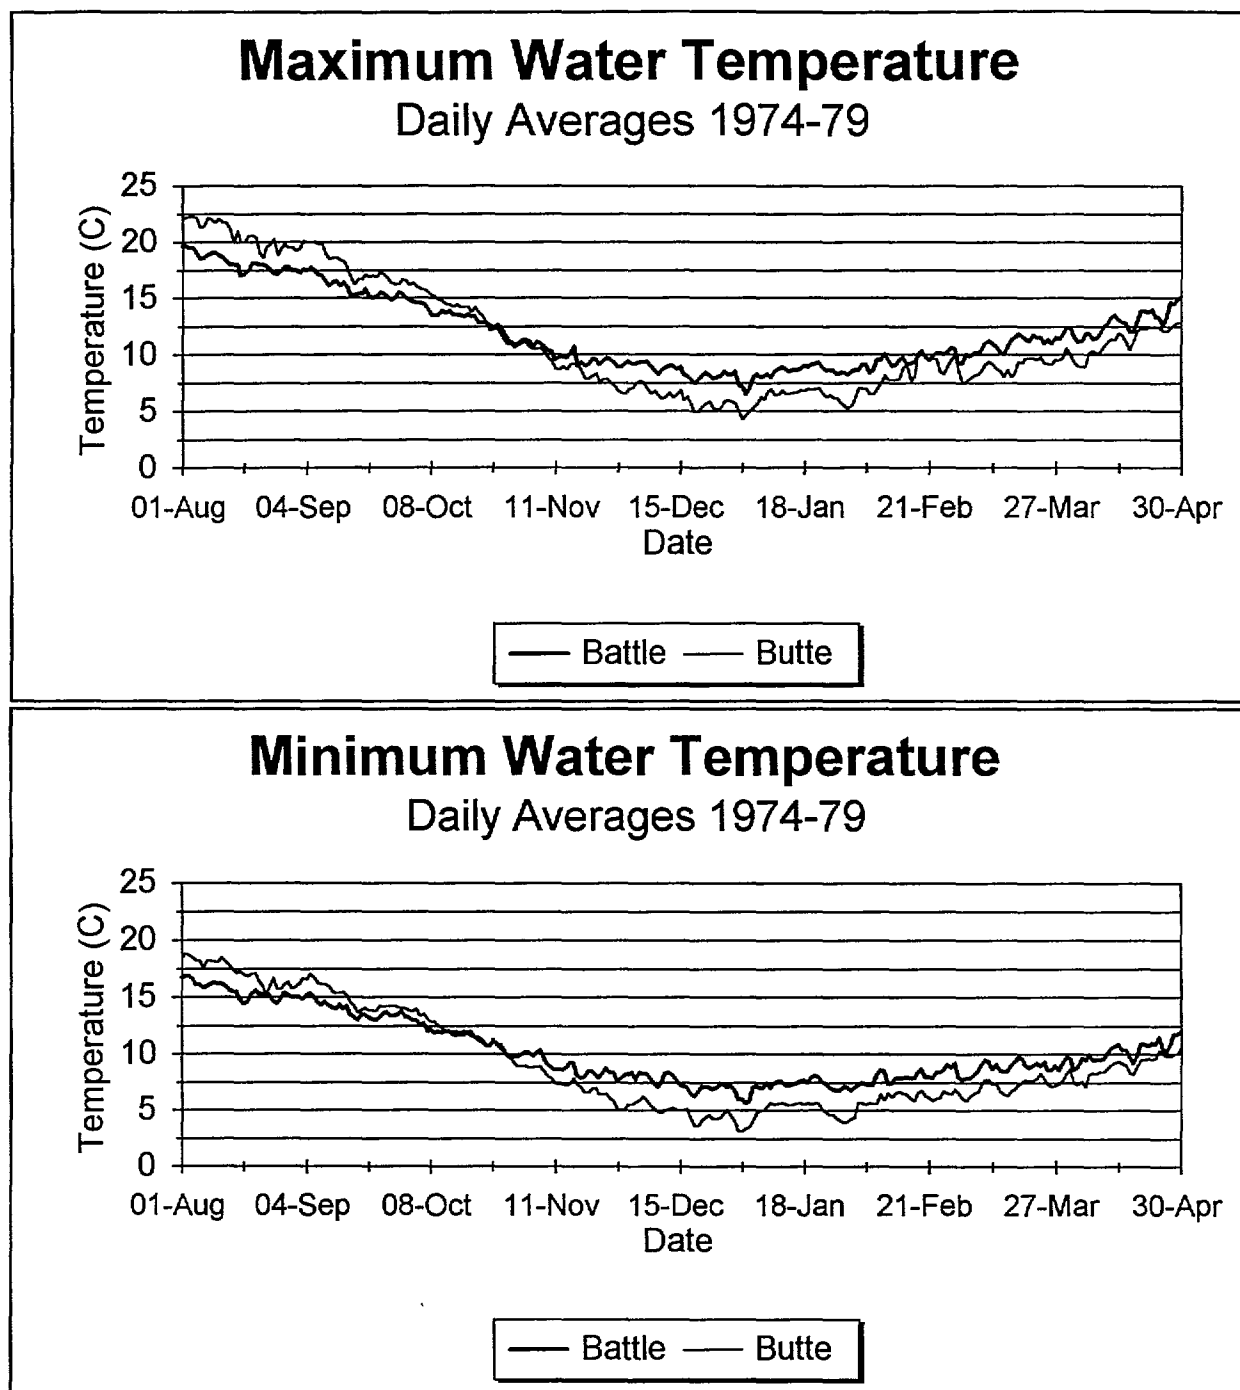 Maximum Water Temperature
Daily Averages 1974-79
Temperature (C)
25
20
15
10
5
0
01-Aug 04-Sep 08-Oct 11-Nov 15-Dec 18-Jan 21-Feb 27-Mar 30-Apr
Date
Battle Butte
Minimum Water Temperature
Daily Averages 1974-79
Temperature (C)
25
20
15
10
5
0
01-Aug 04-Sep 08-Oct 11-Nov 15-Dec 18-Jan 21-Feb 27-Mar 30-Apr
Date
Battle Butte